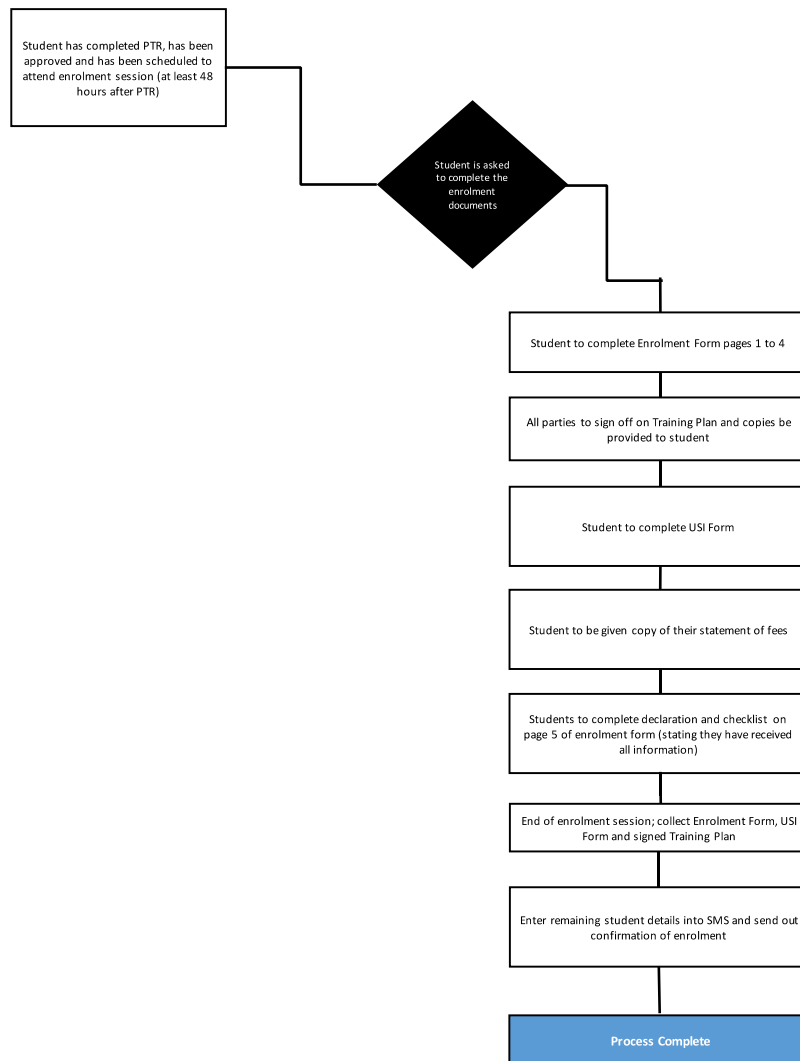 Student has completed PTR, has been
approved and has been scheduled to
attend enrolment session (at least 48
hours after PTR)
Student is asked
to complete the
enrolment
documents
Student to complete Enrolment Form pages 1 to 4
All parties to sign off on Training Plan and copies be
provided to student
Student to complete USI Form
Student to be given copy of their statement of fees
Students to complete declaration and checklist on
page 5 of enrolment form (stating they have received
all information)
End of enrolment session; collect Enrolment Form, USI
Form and signed Training Plan
Enter remaining student details into SMS and send out
confirmation of enrolment
Process Complete